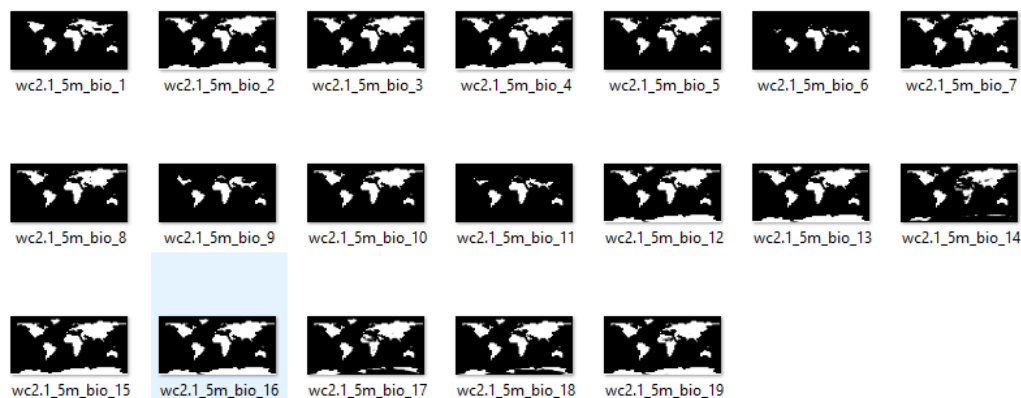 wc2.1_5m_bio_1 wc2.1_5m_bio_2 wc2.1_5m_bio_3 wc2.1_5m_bio_4 wc2.1_5m_bio_5 wc2.1_5m_bio_6 wc2.1_5m_bio_7
wc2.1_5m_bio_8 wc2.1_5m_bio_9 wc2.1_5m_bio_10 wc2.1_5m_bio_11 wc2.1_5m_bio_12 wc2.1_5m_bio_13 wc2.1_5m_bio_14
wc2.1_5m_bio_15 wc2.1_5m_bio_16 wc2.1_5m_bio_17 wc2.1_5m_bio_18 wc2.1_5m_bio_19